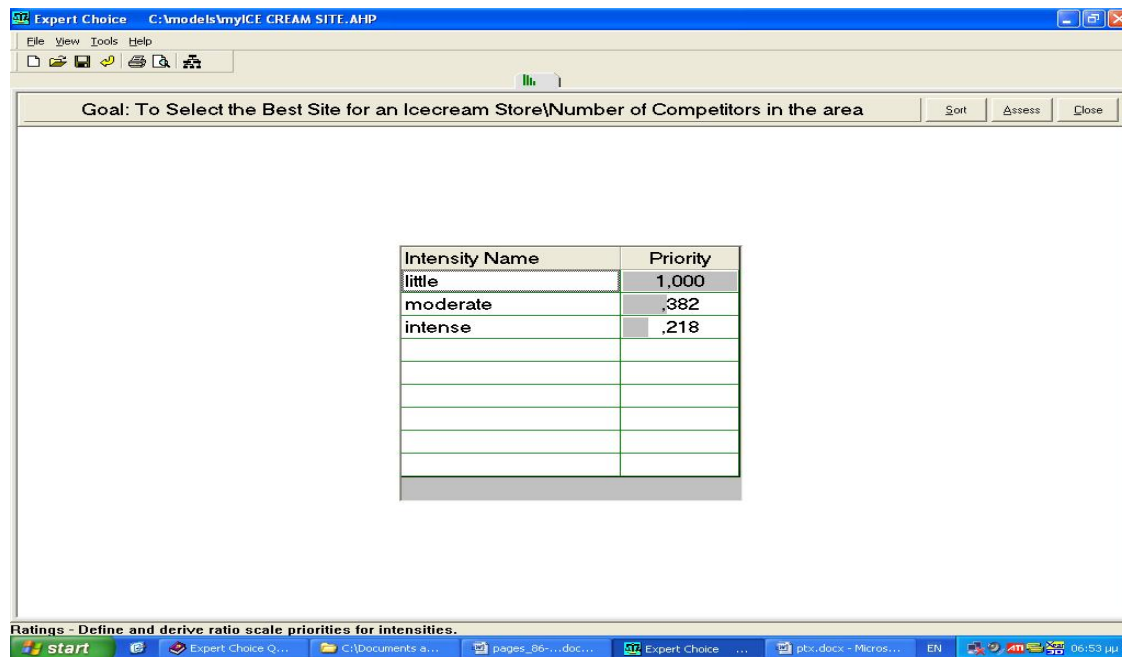 Expert Choice C:\models\myICE CREAM SITE.AHP
File View Tools Help
Goal: To Select the Best Site for an Icecream Store\Number of Competitors in the area Sort Assess Close
Intensity Name Priority
little 1,000
moderate ,382
intense ,218
Ratings - Define and derive ratio scale priorities for intensities.
start Expert Choice Q... C:\Documents a... pages_86-...doc... Expert Choice ... ptx.docx - Micros... EN 06:53 μμ